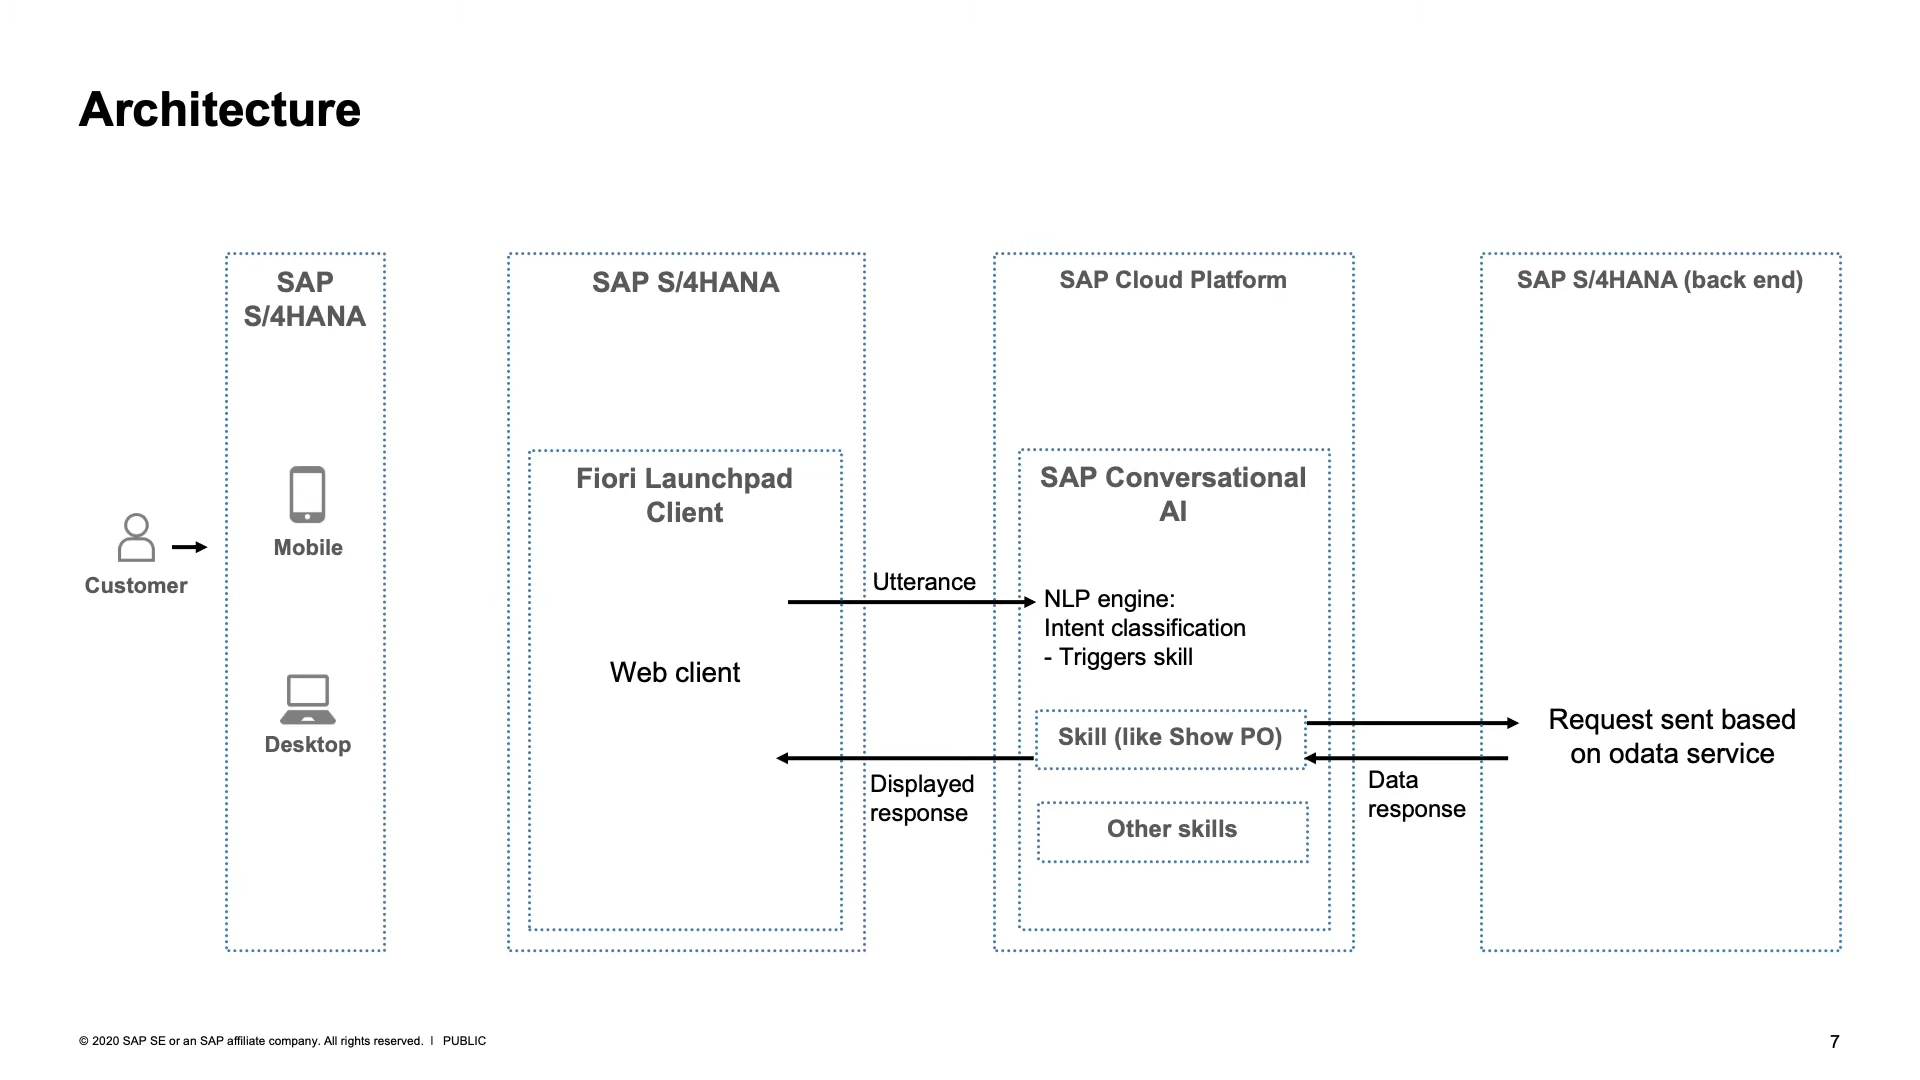 Architecture
SAP
S/4HANA
Mobile
Desktop
Customer
SAP S/4HANA
Fiori Launchpad
Client
Web client
Utterance
Displayed
response
SAP Cloud Platform
SAP Conversational
AI
NLP engine:
Intent classification
- Triggers skill
Skill (like Show PO)
Other skills
Data
response
SAP S/4HANA (back end)
Request sent based
on odata service
© 2020 SAP SE or an SAP affiliate company. All rights reserved. | PUBLIC
7